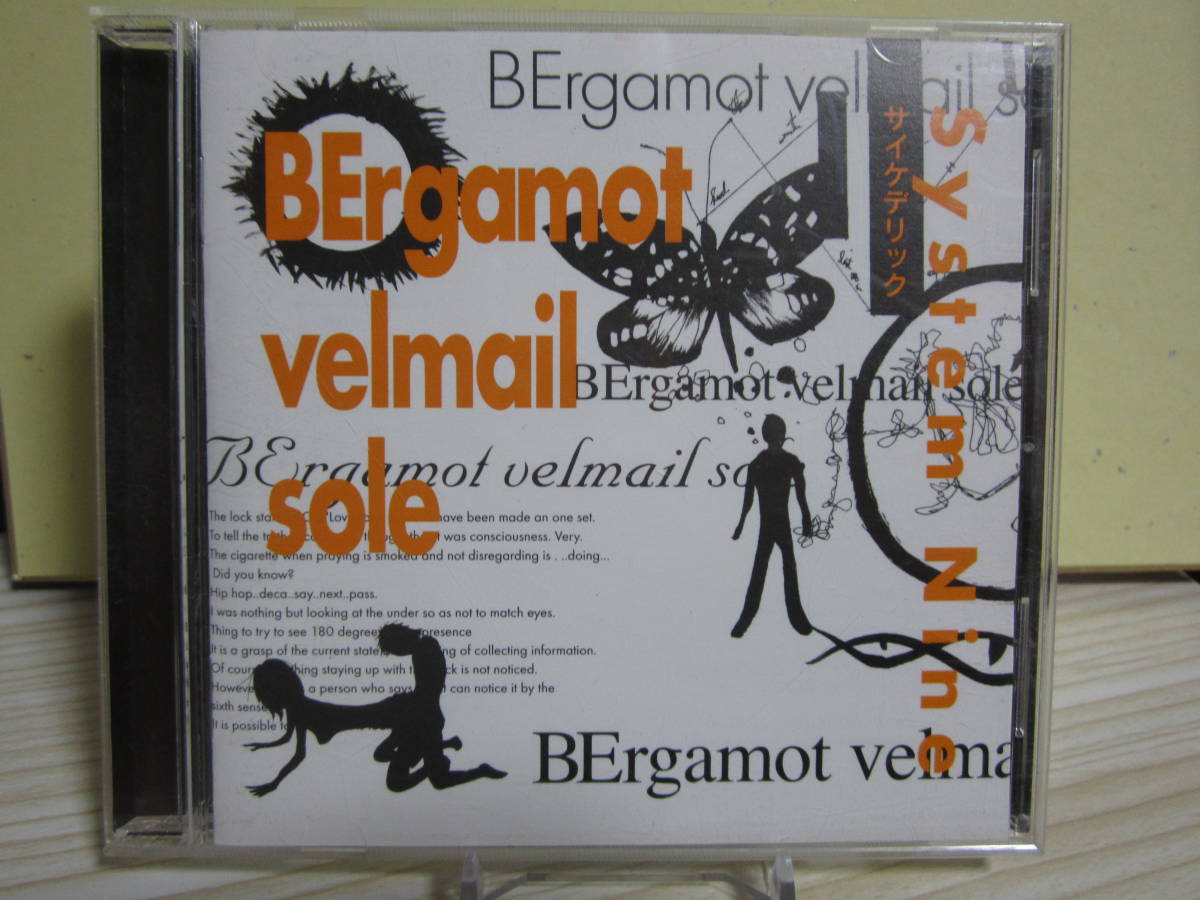 BErgamot velmail so
BErgamot
velmail
sole
サイケデリック
System Nine
BErgamot velmail sole
BErgamot velmail so
The lock sta have been made an one set.
To tell the t was consciousness. Very.
The cigarette when praying is smoked and not disregarding is . ..doing...
Did you know?
Hip hop..deca..say..next..pass.
I was nothing but looking at the under so as not to match eyes.
Thing to try to see 180 degree presence
It is a grasp of the current state of collecting information.
Of cour thing staying up with t k is not noticed.
However a person who says can notice it by the
sixth sense
It is possible t
BErgamot velma